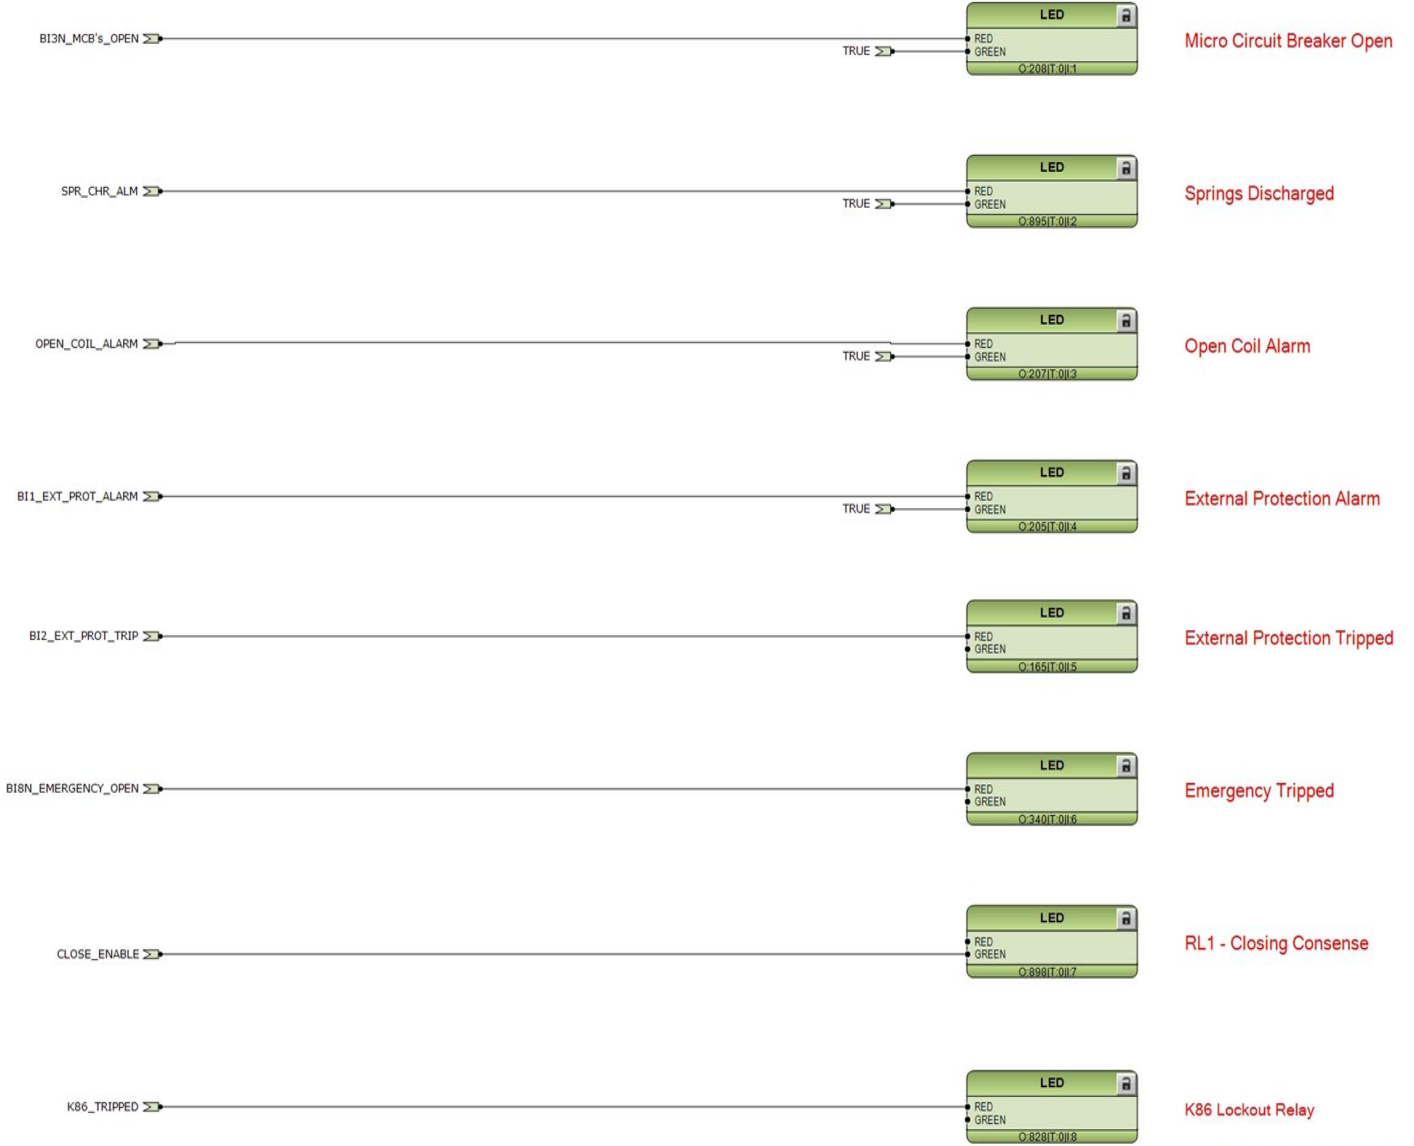 LED
BI3N_MCB's_OPEN
RED
TRUE
GREEN
O:208|T:0|I:1
Micro Circuit Breaker Open
LED
SPR_CHR_ALM
RED
TRUE
GREEN
O:895|T:0|I:2
Springs Discharged
LED
OPEN_COIL_ALARM
RED
TRUE
GREEN
O:207|T:0|I:3
Open Coil Alarm
LED
BI1_EXT_PROT_ALARM
RED
TRUE
GREEN
O:205|T:0|I:4
External Protection Alarm
LED
BI2_EXT_PROT_TRIP
RED
GREEN
O:165|T:0|I:5
External Protection Tripped
LED
BI8N_EMERGENCY_OPEN
RED
GREEN
O:340|T:0|I:6
Emergency Tripped
LED
RED
CLOSE_ENABLE
GREEN
O:898|T:0|I:7
RL1 - Closing Consense
LED
K86_TRIPPED
RED
GREEN
O:828|T:0|I:8
K86 Lockout Relay